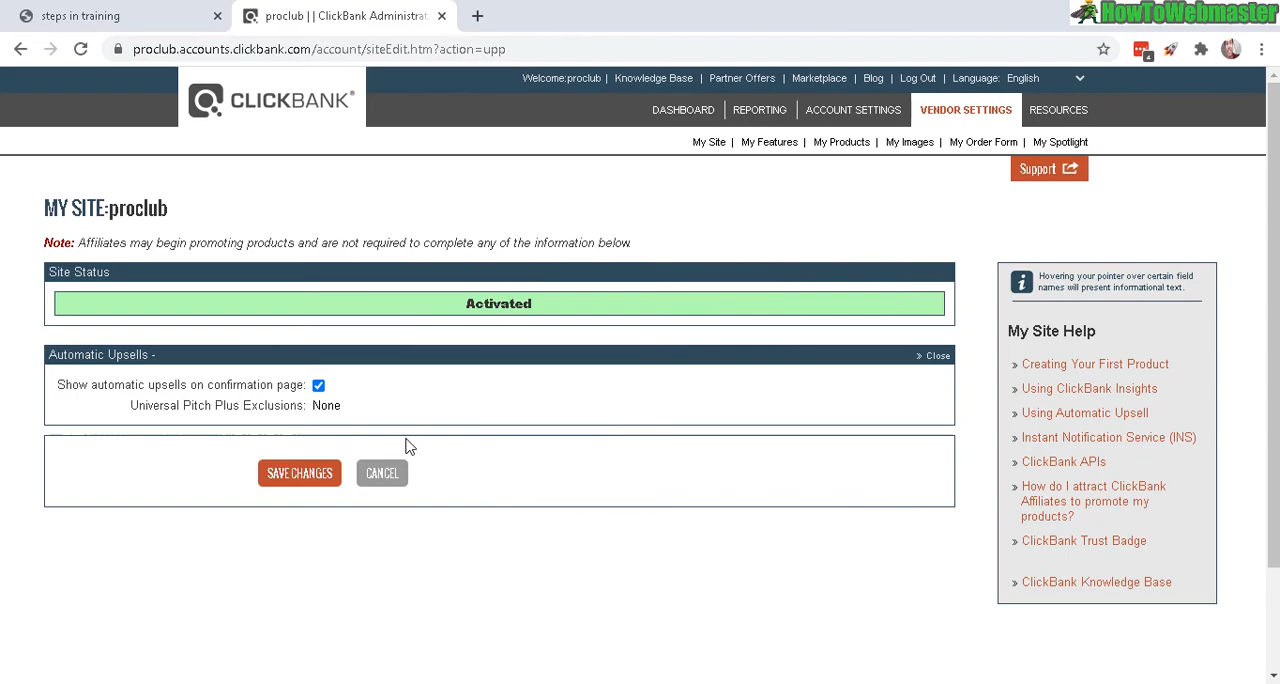 steps in training
proclub | | ClickBank Administrat
HowToWebmaster
proclub.accounts.clickbank.com/account/siteEdit.htm?action=upp
4
Welcome:proclub | Knowledge Base | Partner Offers | Marketplace | Blog | Log Out | Language: English
CLICKBANK®
DASHBOARD REPORTING ACCOUNT SETTINGS VENDOR SETTINGS RESOURCES
My Site | My Features | My Products | My Images | My Order Form | My Spotlight
Support
MY SITE:proclub
Note: Affiliates may begin promoting products and are not required to complete any of the information below.
Site Status
Activated
Automatic Upsells -
» Close
Show automatic upsells on confirmation page:
Universal Pitch Plus Exclusions: None
SAVE CHANGES CANCEL
Hovering your pointer over certain field
names will present informational text.
My Site Help
» Creating Your First Product
» Using ClickBank Insights
» Using Automatic Upsell
» Instant Notification Service (INS)
» ClickBank APIs
» How do I attract ClickBank
Affiliates to promote my
products?
» ClickBank Trust Badge
» ClickBank Knowledge Base